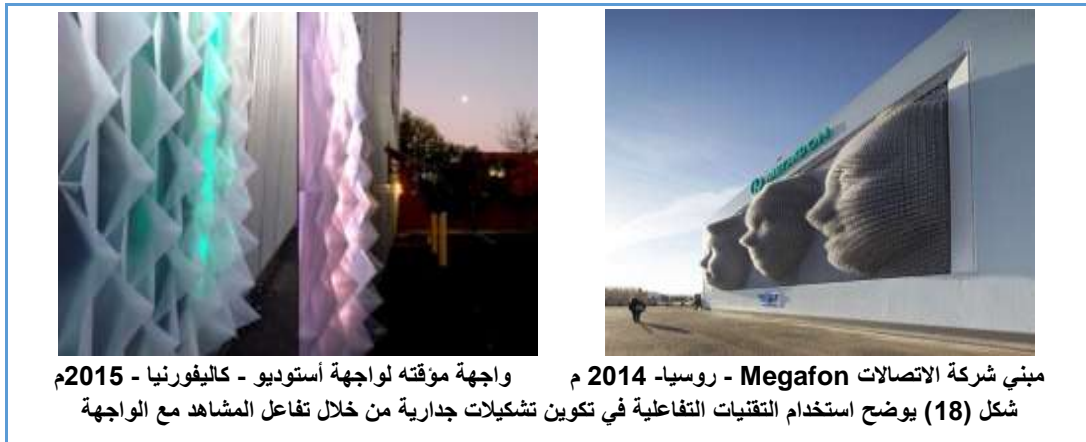 MEGAFON
مبني شركة الاتصالات Megafon - روسيا- 2014 م
واجهة مؤقته لواجهة أستوديو - كاليفورنيا - 2015م
شكل (18) يوضح استخدام التقنيات التفاعلية في تكوين تشكيلات جدارية من خلال تفاعل المشاهد مع الواجهة